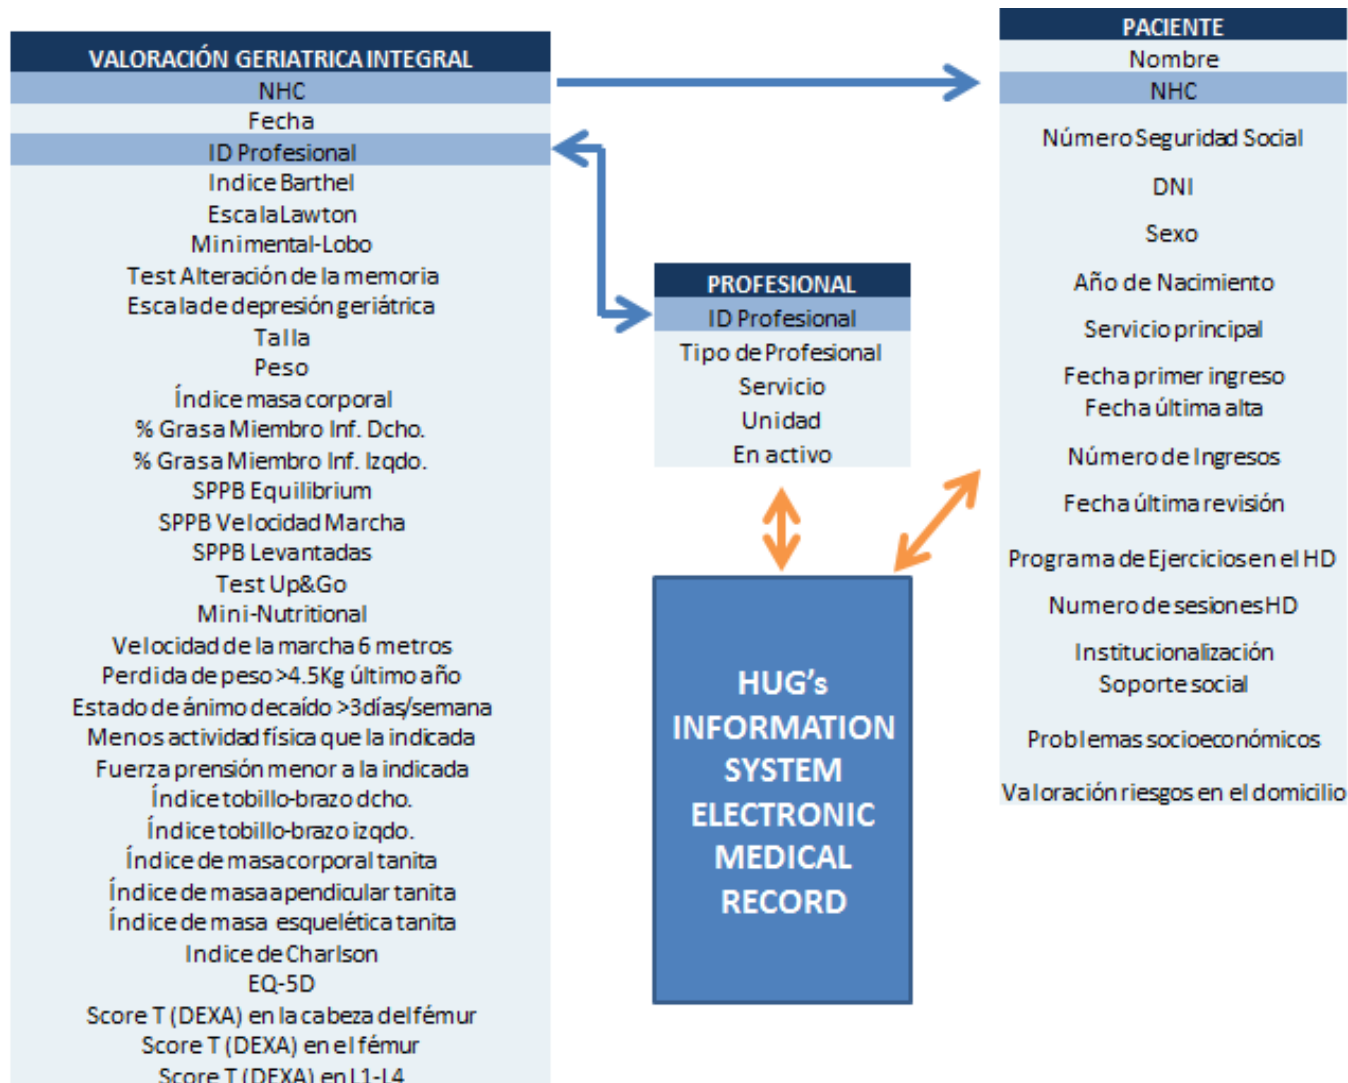 VALORACIÓN GERIATRICA INTEGRAL
NHC
Fecha
ID Profesional
Indice Barthel
Escala Lawton
Minimental-Lobo
Test Alteración de la memoria
Escala de depresión geriátrica
Talla
Peso
Índice masa corporal
% Grasa Miembro Inf. Dcho.
% Grasa Miembro Inf. Izqdo.
SPPB Equilibrium
SPPB Velocidad Marcha
SPPB Levantadas
Test Up&Go
Mini-Nutritional
Velocidad de la marcha 6 metros
Perdida de peso >4.5Kg último año
Estado de ánimo decaído >3días/semana
Menos actividad física que la indicada
Fuerza prensión menor a la indicada
Índice tobillo-brazo dcho.
Índice tobillo-brazo izqdo.
Índice de masa corporal tanita
Índice de masa apendicular tanita
Índice de masa esquelética tanita
Indice de Charlson
EQ-5D
Score T (DEXA) en la cabeza del fémur
Score T (DEXA) en el fémur
Score T (DEXA) en L1-L4
PROFESIONAL
ID Profesional
Tipo de Profesional
Servicio
Unidad
En activo
HUG's
INFORMATION
SYSTEM
ELECTRONIC
MEDICAL
RECORD
PACIENTE
Nombre
NHC
Número Seguridad Social
DNI
Sexo
Año de Nacimiento
Servicio principal
Fecha primer ingreso
Fecha última alta
Número de Ingresos
Fecha última revisión
Programa de Ejercicios en el HD
Numero de sesiones HD
Institucionalización
Soporte social
Problemas socioeconómicos
Valoración riesgos en el domicilio